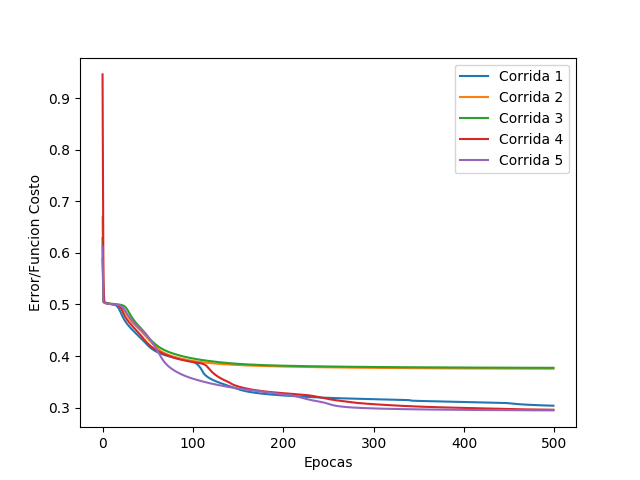 Corrida 1
Corrida 2
Corrida 3
Corrida 4
Corrida 5
0.9
0.8
0.7
0.6
0.5
0.4
0.3
Error/Funcion Costo
0 100 200 300 400 500
Epocas